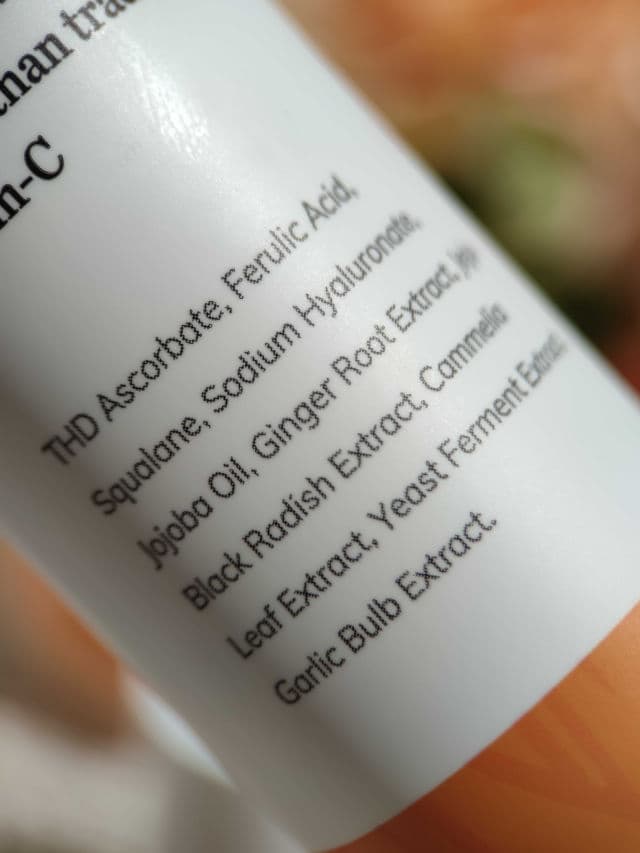 than
n-C
THD Ascorbate, Ferulic Acid,
Squalane, Sodium Hyaluronate,
Jojoba Oil, Ginger Root Extract,
Black Radish Extract, Cammelia
Leaf Extract, Yeast Ferment Extract,
Garlic Bulb Extract.